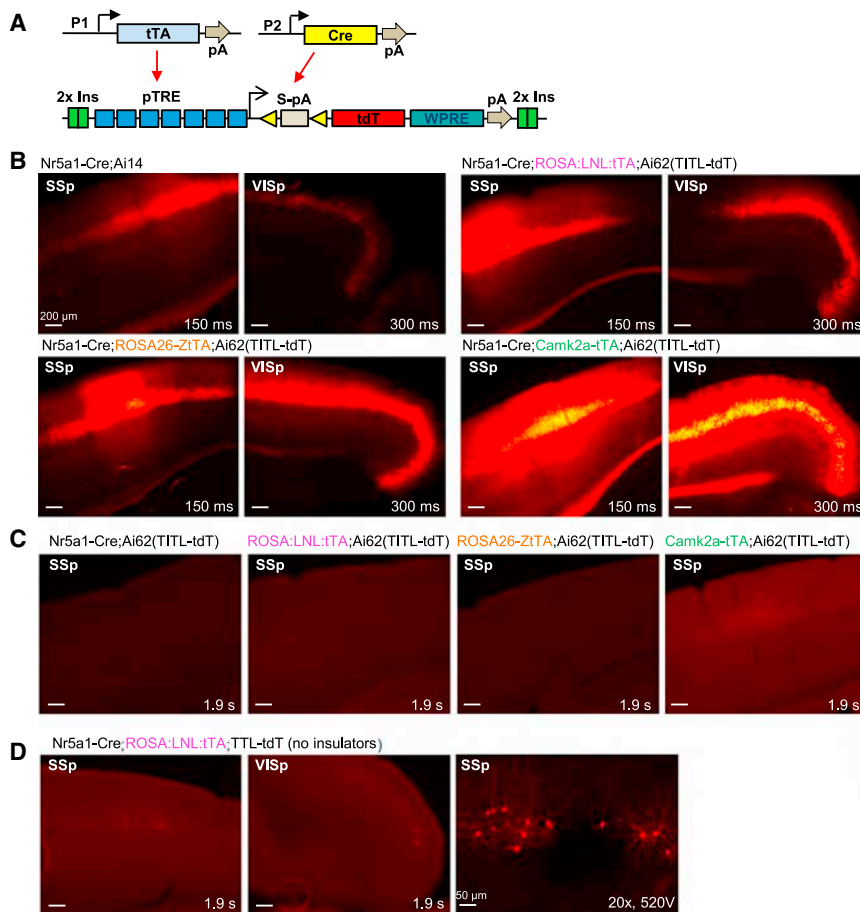 A
P1
tTA
pA
P2
Cre
pA
2x Ins
pTRE
S-pA
tdT
WPRE
pA
2x Ins
B
Nr5a1-Cre;Ai14
SSp
200 µm
150 ms
VISp
300 ms
Nr5a1-Cre;ROSA:LNL:tTA;Ai62(TITL-tdT)
SSp
150 ms
VISp
300 ms
Nr5a1-Cre;ROSA26-ZtTA;Ai62(TITL-tdT)
SSp
150 ms
VISp
300 ms
Nr5a1-Cre;Camk2a-tTA;Ai62(TITL-tdT)
SSp
150 ms
VISp
300 ms
C
Nr5a1-Cre;Ai62(TITL-tdT)
SSp
1.9 s
ROSA:LNL:tTA;Ai62(TITL-tdT)
1.9 s
ROSA26-ZtTA;Ai62(TITL-tdT)
SSp
1.9 s
Camk2a-tTA;Ai62(TITL-tdT)
SSp
1.9 s
D
Nr5a1-Cre;ROSA:LNL:tTA;TTL-tdT (no insulators)
SSp
1.9 s
VISp
1.9 s
SSp
50 µm
20x, 520V